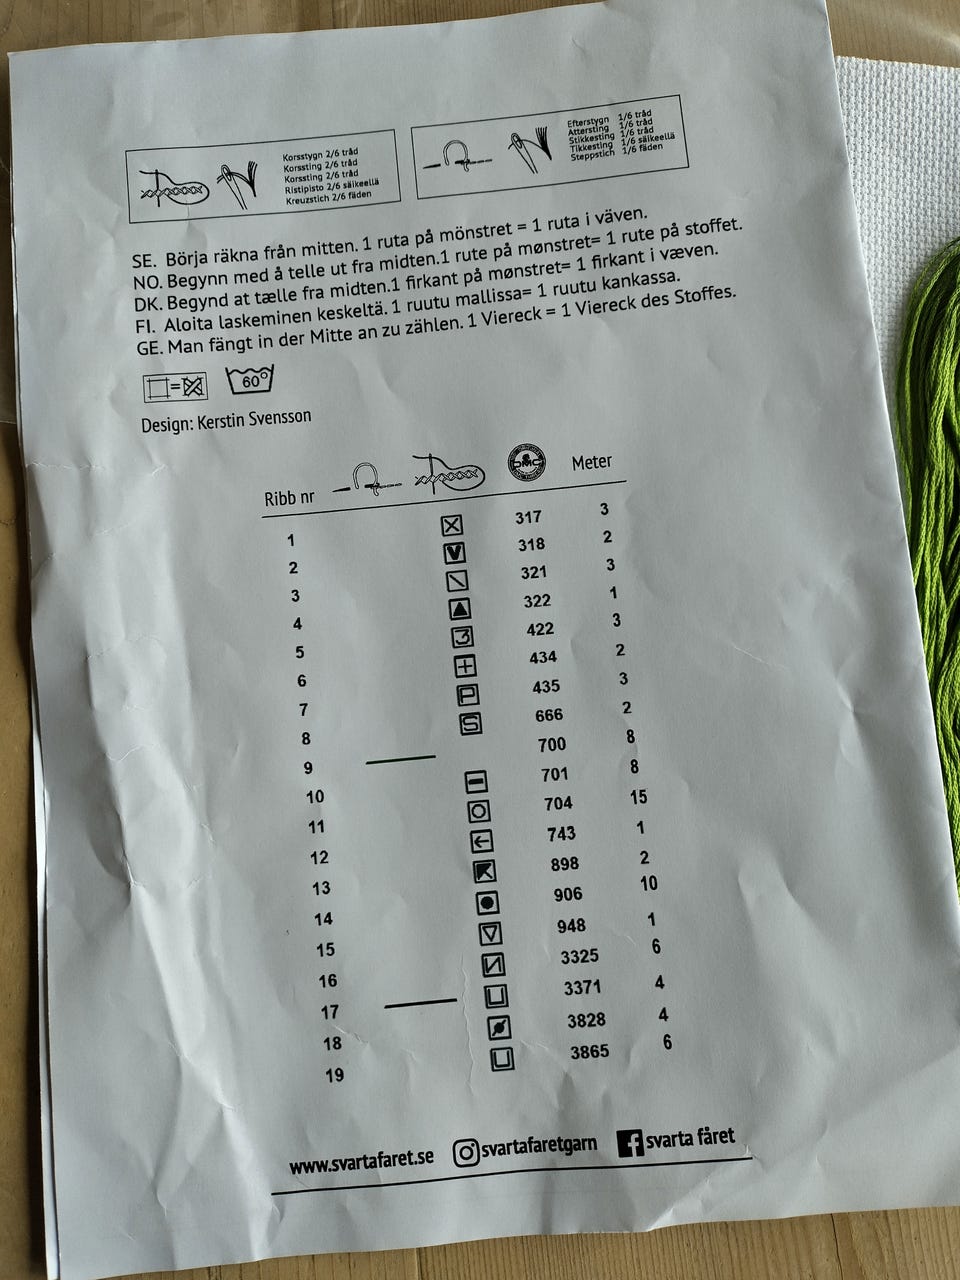 Korsstygn 2/6 tråd
Korssting 2/6 tråd
Korssting 2/6 tråd
Ristipisto 2/6 säikeellä
Kreuzstich 2/6 fäden
Efterstygn 1/6 tråd
Attersting 1/6 tråd
Stikkesting 1/6 tråd
Tikkesting 1/6 säikeellä
Steppstich 1/6 fäden
SE. Börja räkna från mitten. 1 ruta på mönstret = 1 ruta i väven.
NO. Begynn med å telle ut fra midten.1 rute på mønstret= 1 rute på stoffet.
DK. Begynd at tælle fra midten.1 firkant på mønstret= 1 firkant i væven.
FI. Aloita laskeminen keskeltä. 1 ruutu mallissa= 1 ruutu kankassa.
GE. Man fängt in der Mitte an zu zählen. 1 Viereck = 1 Viereck des Stoffes.
= 60°
Design: Kerstin Svensson
Ribb nr DMC Meter
1 317 3
2 318 2
3 321 3
4 322 1
5 422 3
6 434 2
7 P 435 3
8 S 666 2
9 700 8
10 701 8
11 704 15
12 743 1
13 898 2
14 906 10
15 948 1
16 3325 6
17 3371 4
18 3828 4
19 3865 6
www.svartafaret.se svartafaretgarn f svarta fåret